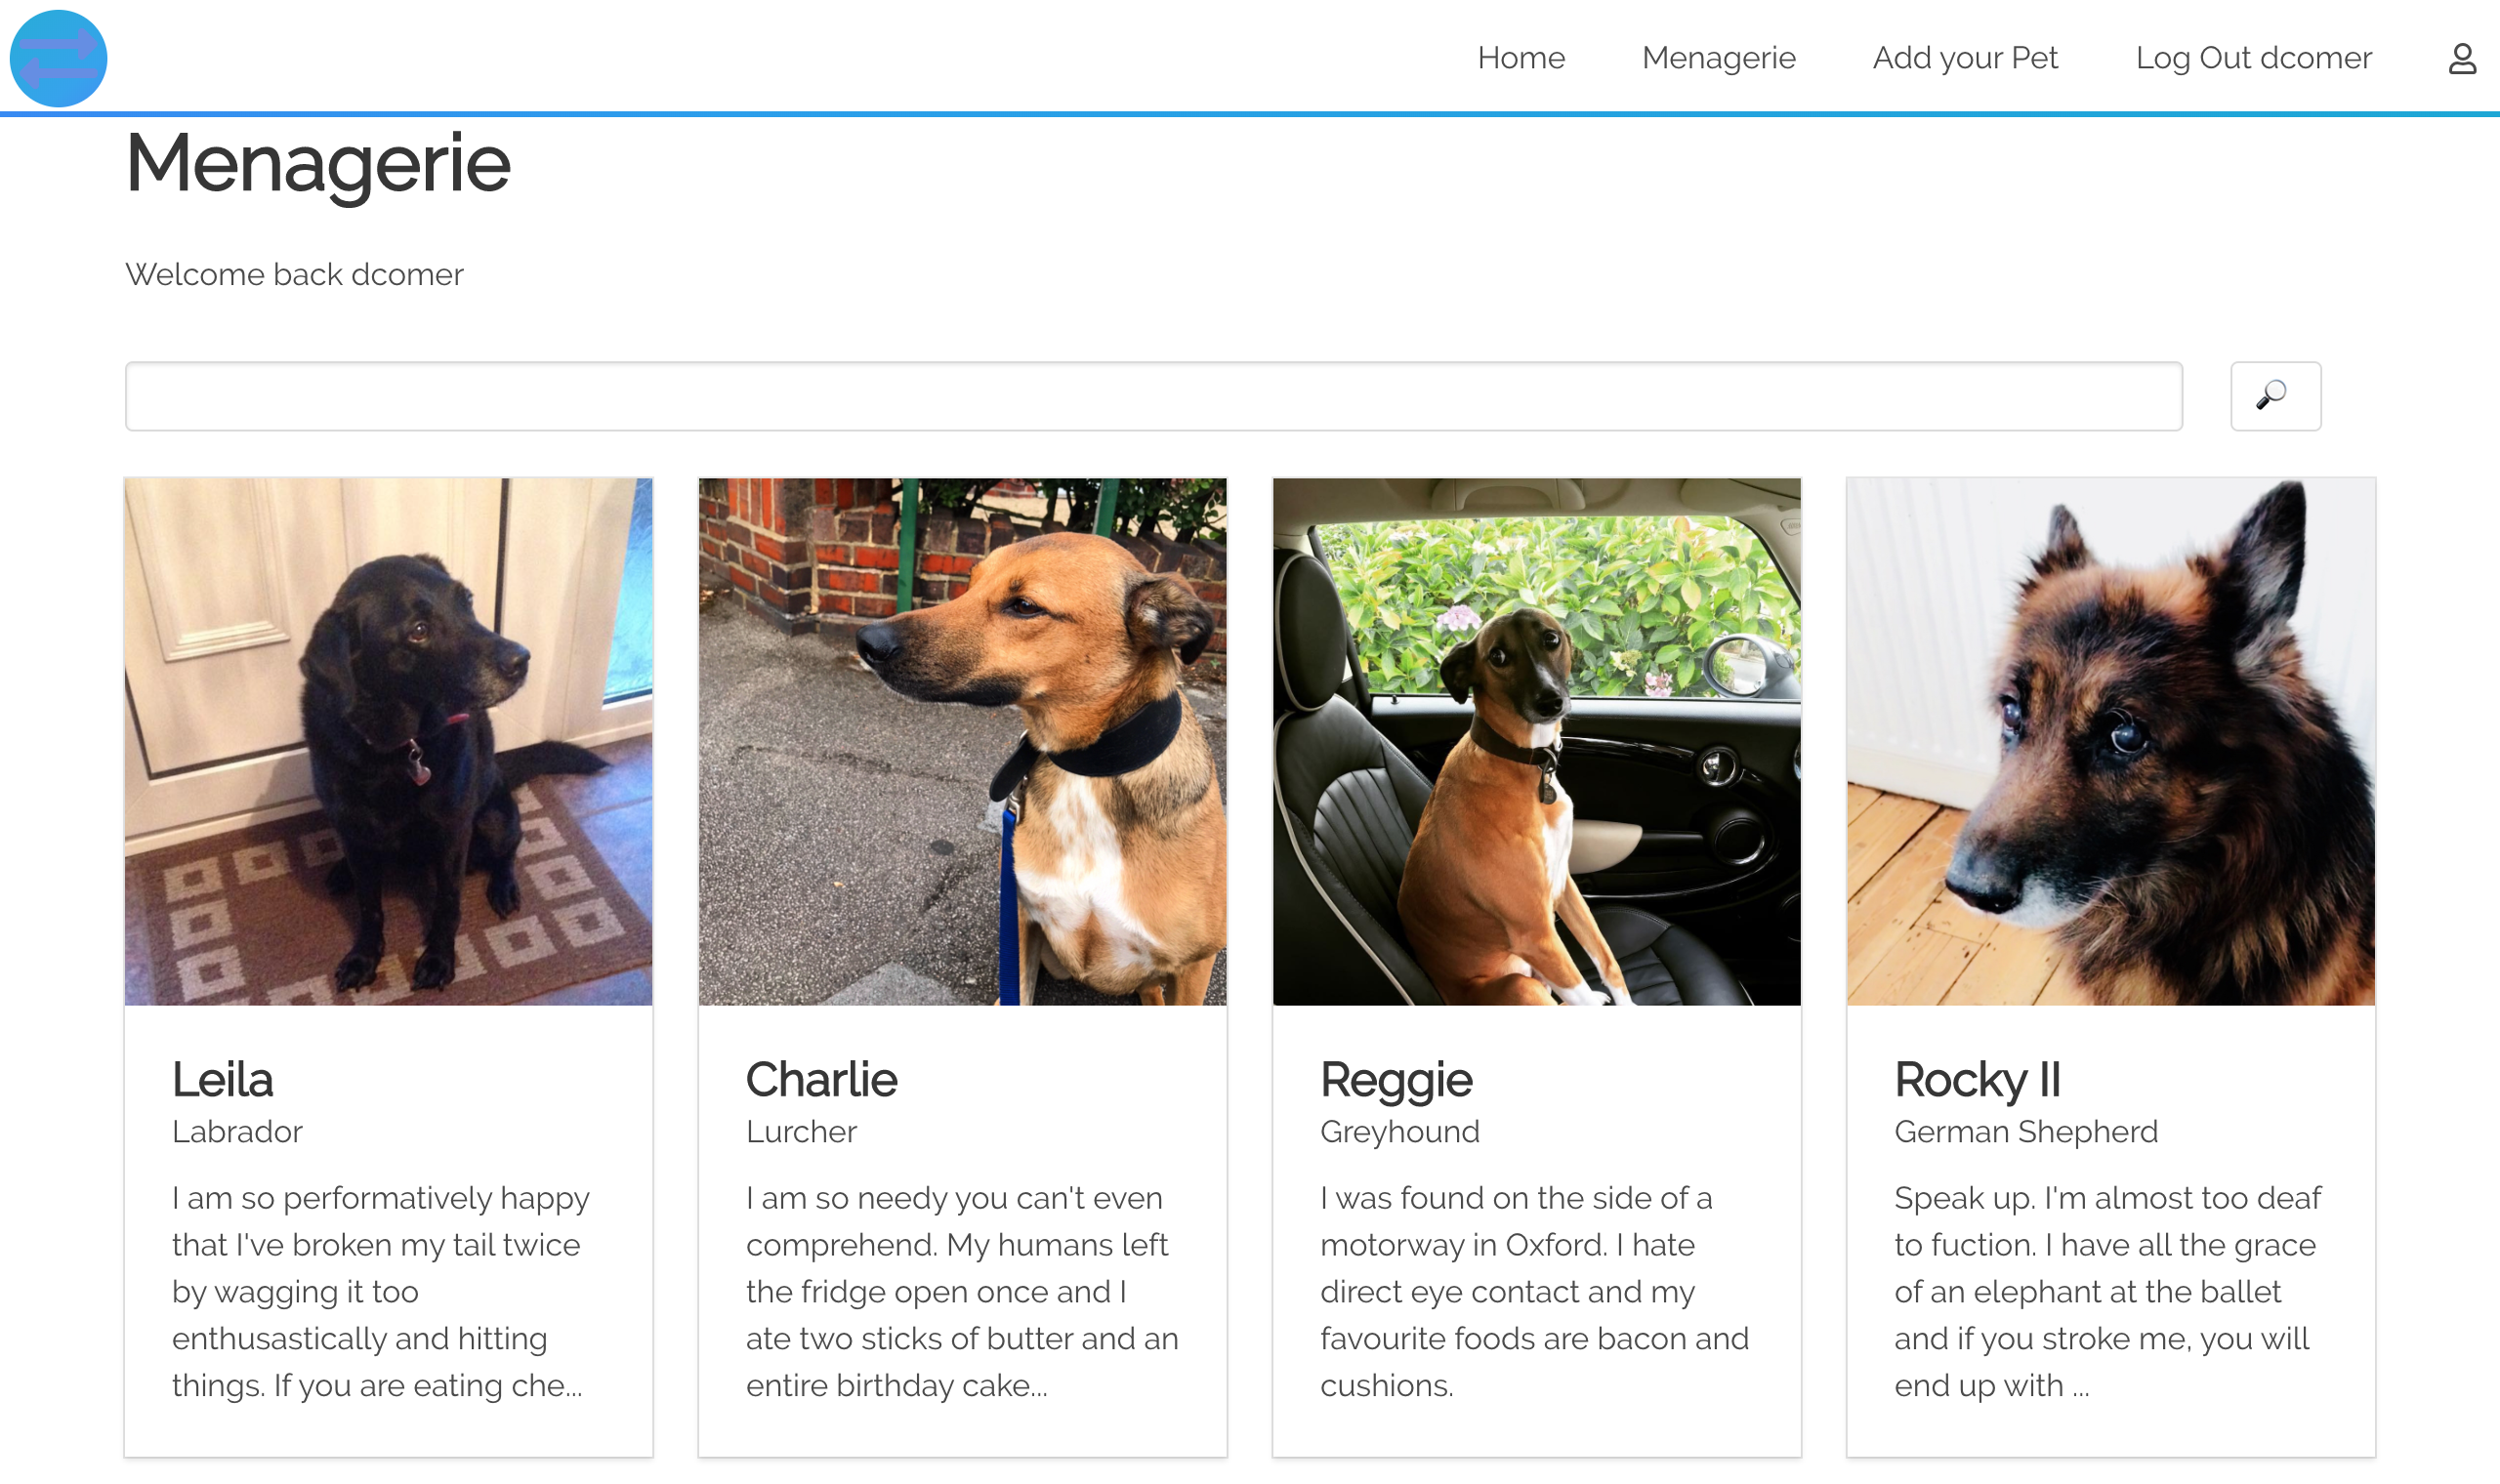 Home Menagerie Add your Pet Log Out dcomer
Menagerie
Welcome back dcomer
Leila
Labrador
I am so performatively happy
that I've broken my tail twice
by wagging it too
enthusastically and hitting
things. If you are eating che...
Charlie
Lurcher
I am so needy you can't even
comprehend. My humans left
the fridge open once and I
ate two sticks of butter and an
entire birthday cake...
Reggie
Greyhound
I was found on the side of a
motorway in Oxford. I hate
direct eye contact and my
favourite foods are bacon and
cushions.
Rocky II
German Shepherd
Speak up. I'm almost too deaf
to fuction. I have all the grace
of an elephant at the ballet
and if you stroke me, you will
end up with ...